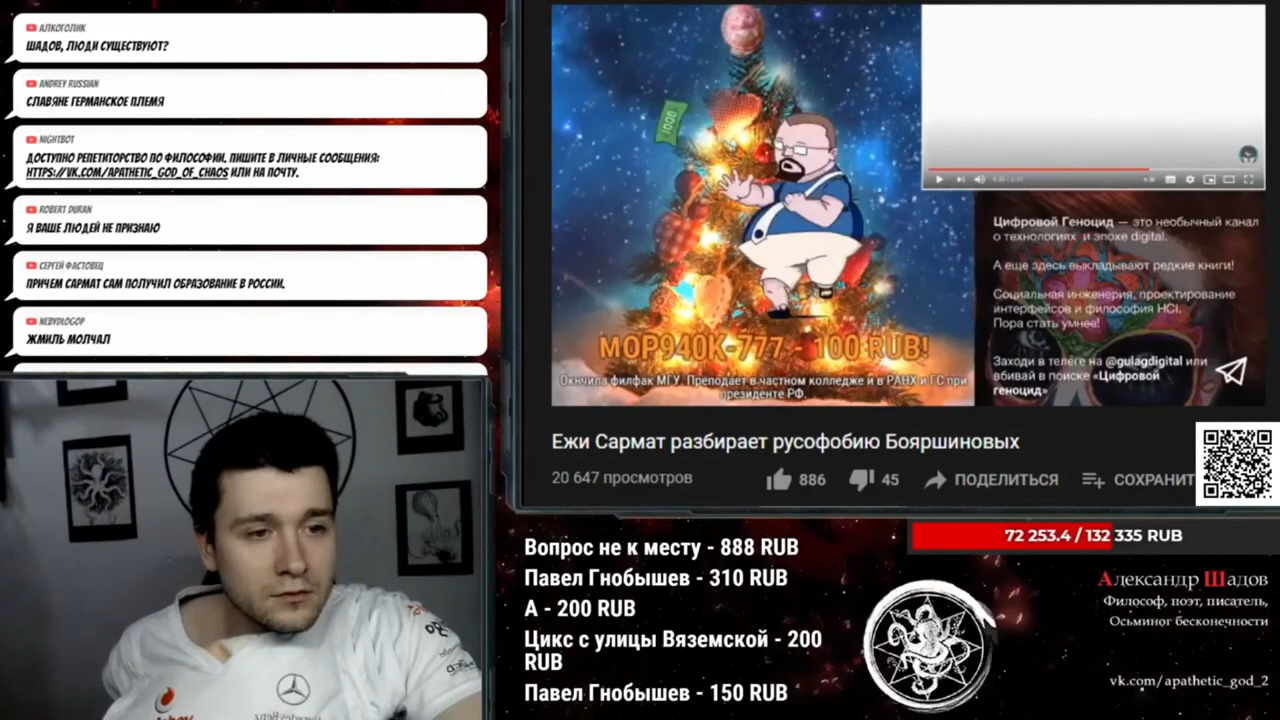 АЛКОГОЛИК
ШАДОВ, ЛЮДИ СУЩЕСТВУЮТ?
ANDREY RUSSIAN
СЛАВЯНЕ ГЕРМАНСКОЕ ПЛЕМЯ
NIGHTBOT
ДОСТУПНО РЕПЕТИТОРСТВО ПО ФИЛОСОФИИ. ПИШИТЕ В ЛИЧНЫЕ СООБЩЕНИЯ:
HTTPS://VK.COM/APATHETIC_GOD_OF_CHAOS ИЛИ НА ПОЧТУ.
ROBERT DURAN
Я ВАШЕ ЛЮДЕЙ НЕ ПРИЗНАЮ
СЕРГЕЙ ФАСТОВЕЦ
ПРИЧЕМ САРМАТ САМ ПОЛУЧИЛ ОБРАЗОВАНИЕ В РОССИИ.
NEBYDLOGOP
ЖМИЛЬ МОЛЧАЛ
1000
МОР940К-777 - 100 RUB!
Окнчила филфак МГУ. Преподает в частном колледже и в РАНХ и ГС при
президенте РФ.
Цифровой Геноцид — это необычный канал
о технологиях и эпохе digital.
А еще здесь выкладывают редкие книги!
Социальная инженерия, проектирование
интерфейсов и философия HCI.
Пора стать умнее!
Заходи в телеге на @gulagdigital или
вбивай в поиске «Цифровой
геноцид»
Ежи Сармат разбирает русофобию Бояршиновых
20 647 просмотров
886
45
ПОДЕЛИТЬСЯ
СОХРАНИТ
72 253.4 / 132 335 RUB
Вопрос не к месту - 888 RUB
Павел Гнобышев - 310 RUB
А - 200 RUB
Цикс с улицы Вяземской - 200
RUB
Павел Гнобышев - 150 RUB
Александр Шадов
Философ, поэт, писатель,
Осьминог бесконечности
vk.com/apathetic_god_2